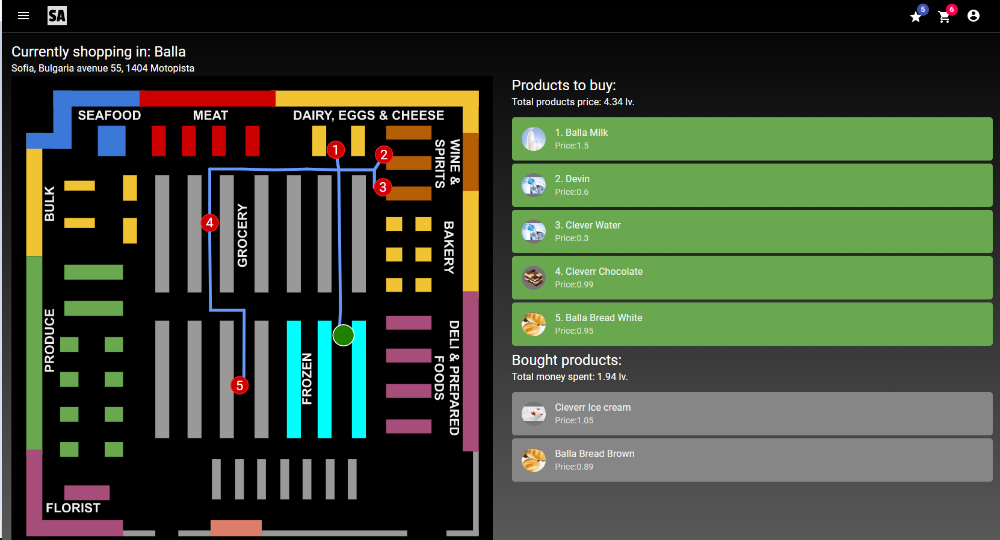 SA
5
6
Currently shopping in: Balla
Sofia, Bulgaria avenue 55, 1404 Motopista
SEAFOOD
MEAT
DAIRY, EGGS & CHEESE
WINE &
SPIRITS
1
2
3
BULK
GROCERY
4
BAKERY
PRODUCE
FROZEN
5
DELI & PREPARED
FOODS
FLORIST
Products to buy:
Total products price: 4.34 lv.
1. Balla Milk
Price:1.5
2. Devin
Price:0.6
3. Clever Water
Price:0.3
4. Cleverr Chocolate
Price:0.99
5. Balla Bread White
Price:0.95
Bought products:
Total money spent: 1.94 lv.
Cleverr Ice cream
Price:1.05
Balla Bread Brown
Price:0.89